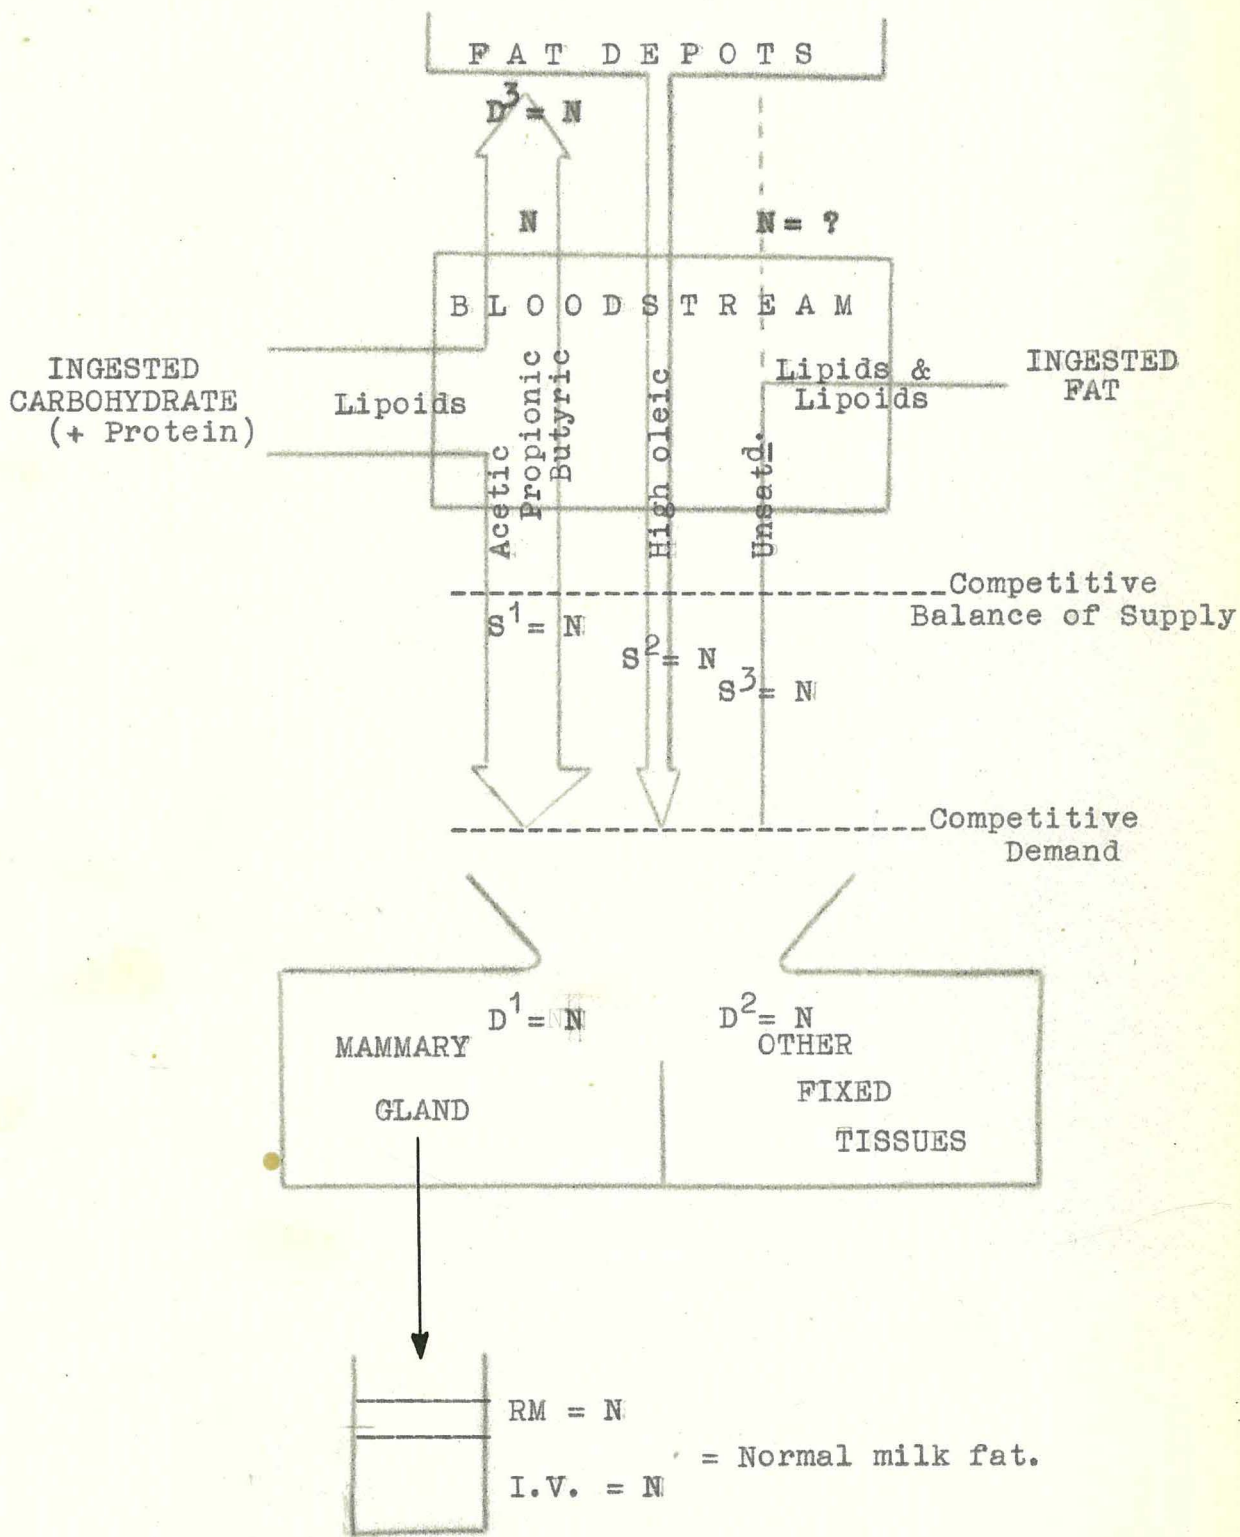 FAT DEPOTS
D³ = N
N
N = ?
BLOODSTREAM
INGESTED
CARBOHYDRATE
(+ Protein)
Lipoids
Acetic
Propionic
Butyric
High oleic
Unsatd.
Lipids &
Lipoids
INGESTED
FAT
Competitive
Balance of Supply
S¹ = N
S² = N
S³ = N
Competitive
Demand
D¹ = N
MAMMARY
GLAND
D² = N
OTHER
FIXED
TISSUES
RM = N
I.V. = N
= Normal milk fat.